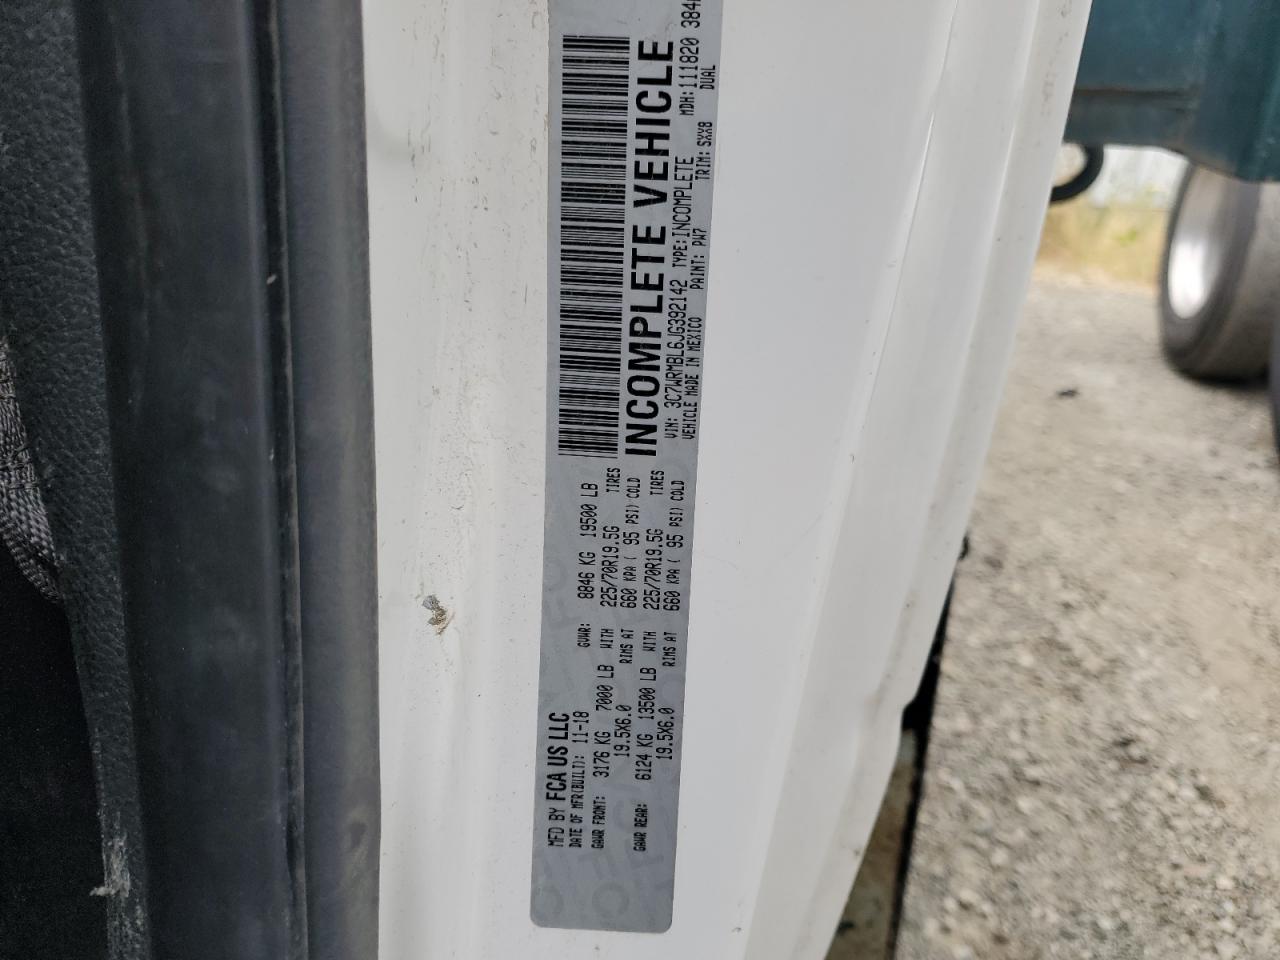 MFD BY FCA US LLC
DATE OF MFR(BUILT): 11-18 GVWR: 8846 KG 19500 LB
GAWR FRONT: 3176 KG 7000 LB WITH 225/70R19.5G TIRES
19.5X6.0 RIMS AT 660 KPA ( 95 PSI) COLD
GAWR REAR: 6124 KG 13500 LB WITH 225/70R19.5G TIRES
19.5X6.0 RIMS AT 660 KPA ( 95 PSI) COLD
INCOMPLETE VEHICLE
VIN: 3C7WRMBL6JG392142 TYPE:INCOMPLETE MDH:111820 384
VEHICLE MADE IN MEXICO PAINT: PW7 TRIM: SXX8 DUAL